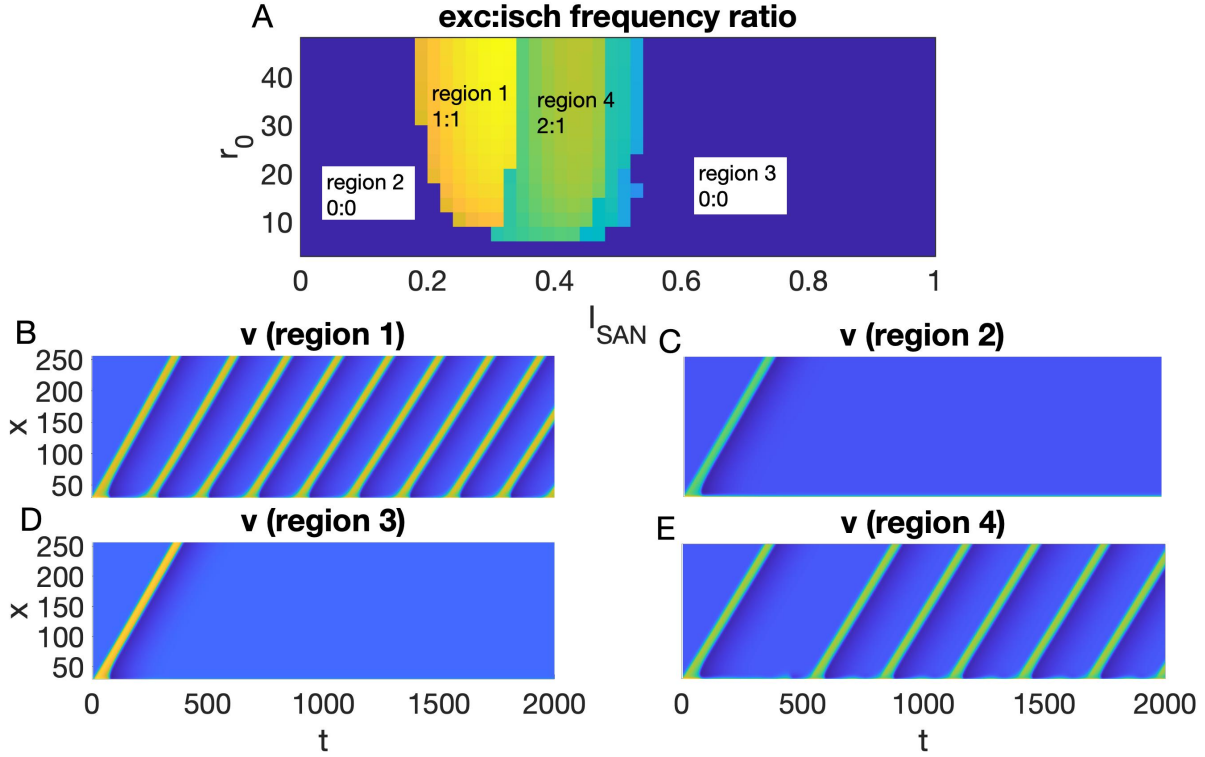 A
exc:isch frequency ratio
r0
40
30
20
10
region 1
1:1
region 4
2:1
region 2
0:0
region 3
0:0
0 0.2 0.4 0.6 0.8 1
ISAN
B
v (region 1)
x
250
200
150
100
50
C
v (region 2)
D
v (region 3)
x
250
200
150
100
50
0 500 1000 1500 2000
t
E
v (region 4)
0 500 1000 1500 2000
t